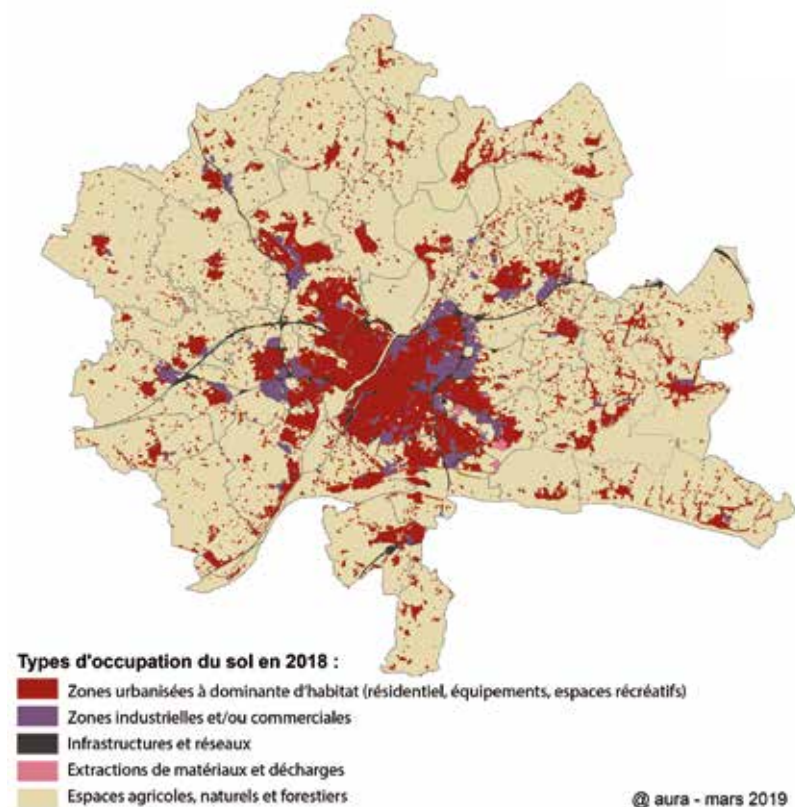 Types d'occupation du sol en 2018 :
Zones urbanisées à dominante d'habitat (résidentiel, équipements, espaces récréatifs)
Zones industrielles et/ou commerciales
Infrastructures et réseaux
Extractions de matériaux et décharges
Espaces agricoles, naturels et forestiers
@ aura - mars 2019